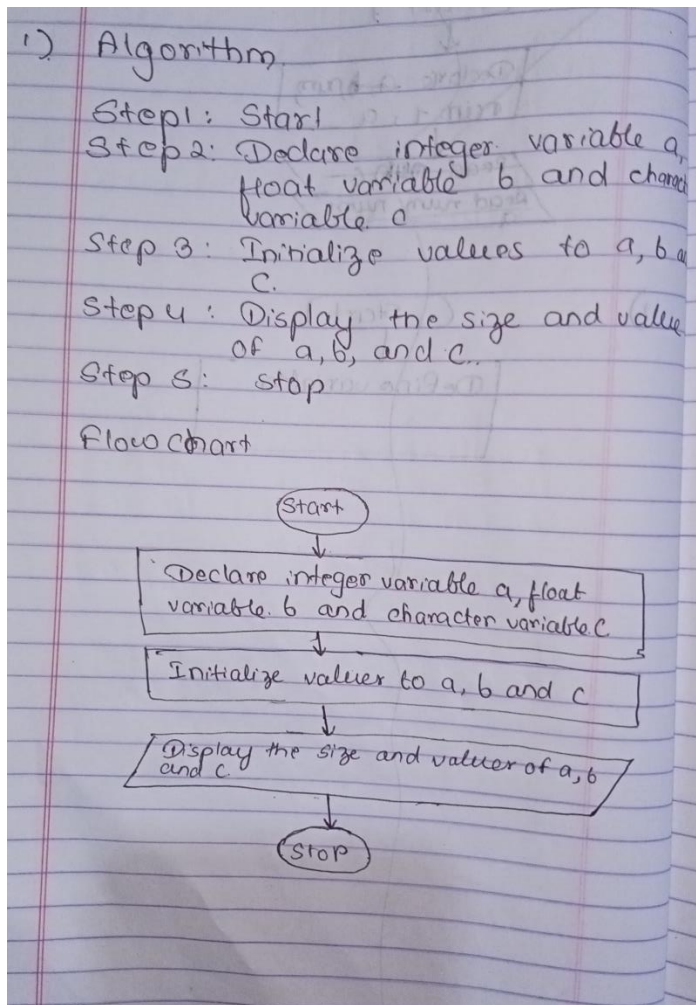 1) Algorithm
Step1: Start
Step2: Declare integer variable a,
float variable b and charact
variable c
Step 3: Initialize values to a, b a
c.
Step 4: Display the size and value
of a, b, and c.
Step 5: Stop
Flowchart
Start
Declare integer variable a, float
variable b and character variable c
Initialize values to a, b and c
Display the size and values of a, b
and c
Stop